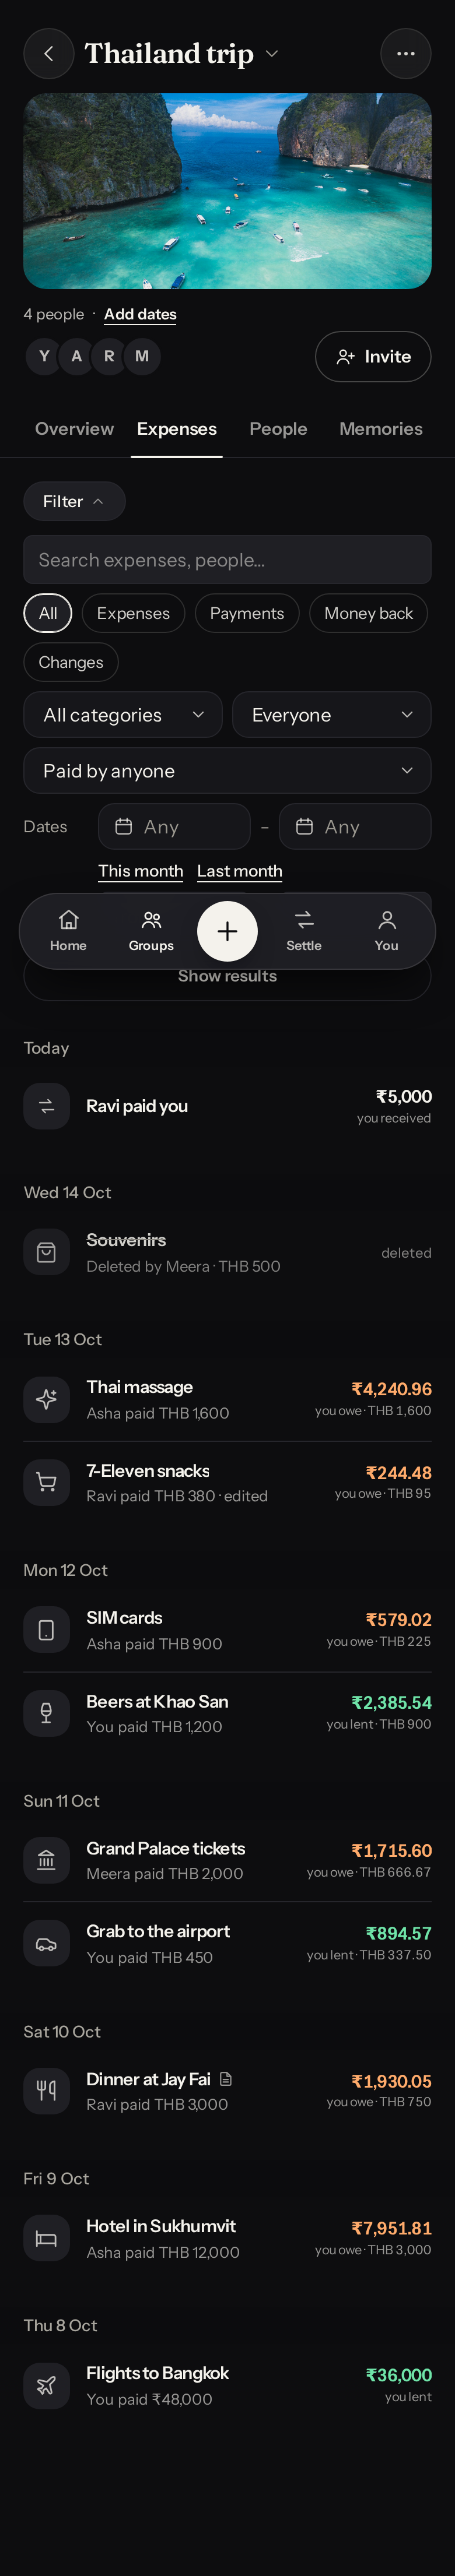 Thailand trip
4 people · Add dates
Y A R M
Invite
Overview Expenses People Memories
Filter
Search expenses, people...
All Expenses Payments Money back
Changes
All categories Everyone
Paid by anyone
Dates Any – Any
This month Last month
Home Groups Settle You
Show results
Today
Ravi paid you ₹5,000
you received
Wed 14 Oct
Souvenirs
deleted
Deleted by Meera · THB 500
Tue 13 Oct
Thai massage ₹4,240.96
Asha paid THB 1,600 you owe · THB 1,600
7-Eleven snacks ₹244.48
Ravi paid THB 380 · edited you owe · THB 95
Mon 12 Oct
SIM cards ₹579.02
Asha paid THB 900 you owe · THB 225
Beers at Khao San ₹2,385.54
You paid THB 1,200 you lent · THB 900
Sun 11 Oct
Grand Palace tickets ₹1,715.60
Meera paid THB 2,000 you owe · THB 666.67
Grab to the airport ₹894.57
You paid THB 450 you lent · THB 337.50
Sat 10 Oct
Dinner at Jay Fai ₹1,930.05
Ravi paid THB 3,000 you owe · THB 750
Fri 9 Oct
Hotel in Sukhumvit ₹7,951.81
Asha paid THB 12,000 you owe · THB 3,000
Thu 8 Oct
Flights to Bangkok ₹36,000
You paid ₹48,000 you lent